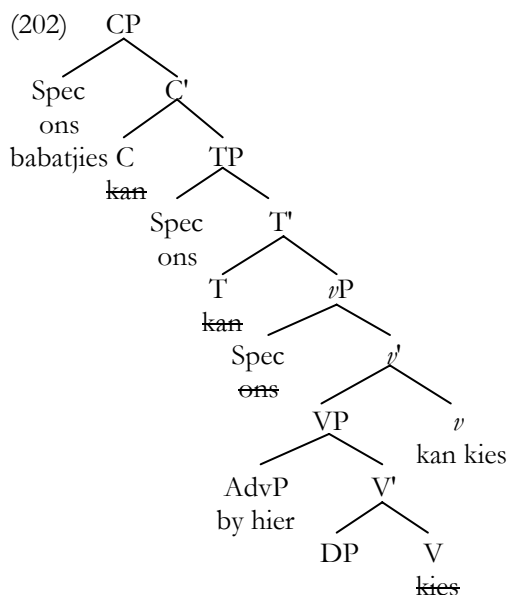 (202) CP
Spec C'
ons
babatjies C TP
kan
Spec T'
ons
T vP
kan
Spec v'
ons
VP v
kan kies
AdvP V'
by hier
DP V
kies